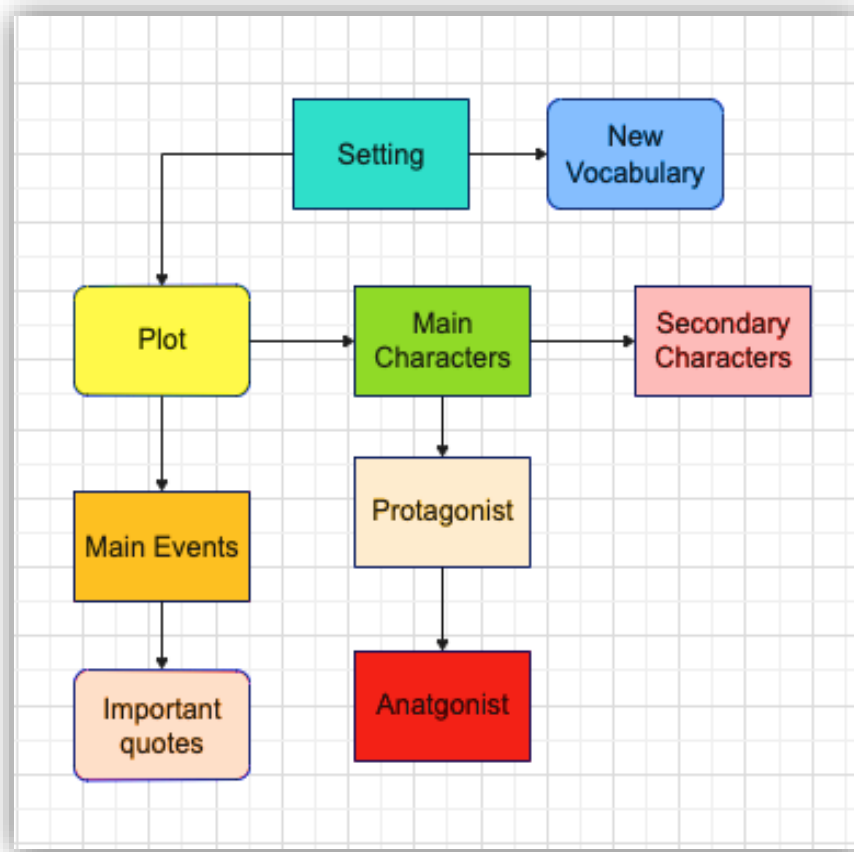 Setting
New
Vocabulary
Plot
Main
Characters
Secondary
Characters
Protagonist
Main Events
Anatgonist
Important
quotes